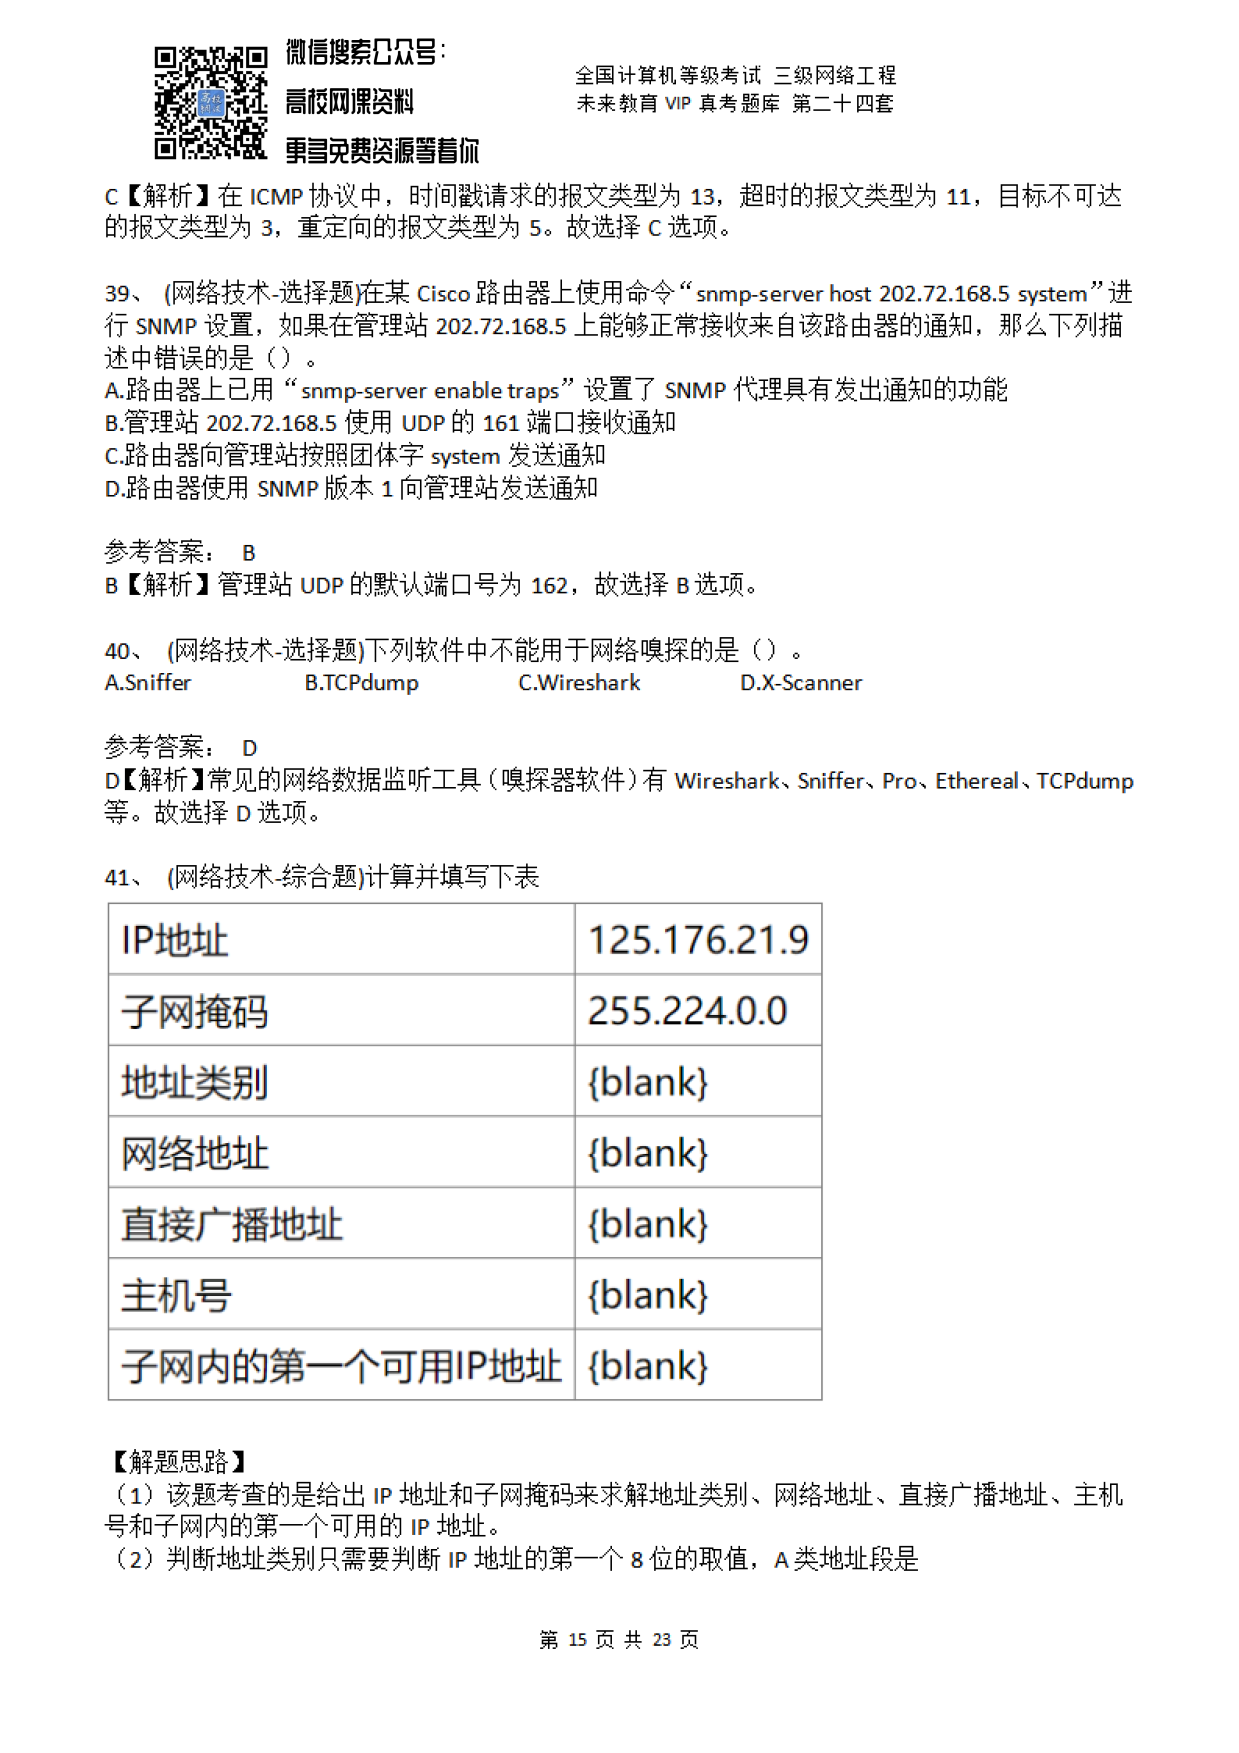 微信搜索公众号：
高校网课资料
更多免费资源等着你
全国计算机等级考试 三级网络工程
未来教育 VIP 真考题库 第二十四套
C【解析】在 ICMP 协议中，时间戳请求的报文类型为 13，超时的报文类型为 11，目标不可达
的报文类型为 3，重定向的报文类型为 5。故选择 C 选项。
39、 (网络技术-选择题)在某 Cisco 路由器上使用命令“snmp-server host 202.72.168.5 system”进
行 SNMP 设置，如果在管理站 202.72.168.5 上能够正常接收来自该路由器的通知，那么下列描
述中错误的是（）。
A.路由器上已用“snmp-server enable traps”设置了 SNMP 代理具有发出通知的功能
B.管理站 202.72.168.5 使用 UDP 的 161 端口接收通知
C.路由器向管理站按照团体字 system 发送通知
D.路由器使用 SNMP 版本 1 向管理站发送通知
参考答案： B
B【解析】管理站 UDP 的默认端口号为 162，故选择 B 选项。
40、 (网络技术-选择题)下列软件中不能用于网络嗅探的是（）。
A.Sniffer B.TCPdump C.Wireshark D.X-Scanner
参考答案： D
D【解析】常见的网络数据监听工具（嗅探器软件）有 Wireshark、Sniffer、Pro、Ethereal、TCPdump
等。故选择 D 选项。
41、 (网络技术-综合题)计算并填写下表
IP地址 125.176.21.9
子网掩码 255.224.0.0
地址类别 {blank}
网络地址 {blank}
直接广播地址 {blank}
主机号 {blank}
子网内的第一个可用IP地址 {blank}
【解题思路】
（1）该题考查的是给出 IP 地址和子网掩码来求解地址类别、网络地址、直接广播地址、主机
号和子网内的第一个可用的 IP 地址。
（2）判断地址类别只需要判断 IP 地址的第一个 8 位的取值，A 类地址段是
第 15 页 共 23 页